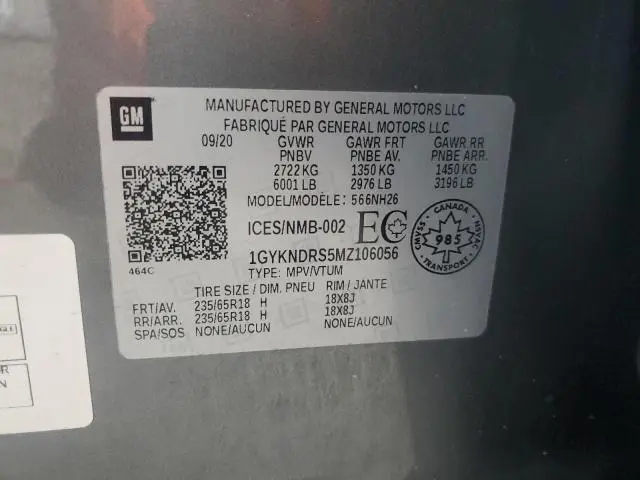 GM
MANUFACTURED BY GENERAL MOTORS LLC
FABRIQUÉ PAR GENERAL MOTORS LLC
09/20 GVWR GAWR FRT GAWR RR
PNBV PNBE AV. PNBE ARR.
2722 KG 1350 KG 1450 KG
6001 LB 2976 LB 3196 LB
MODEL/MODÈLE: 566NH26
ICES/NMB-002 EC
464C
1GYKNDRS5MZ106056
TYPE: MPV/VTUM
CANADA
CMVSS 985 NSVAC
TRANSPORT
TIRE SIZE / DIM. PNEU RIM / JANTE
FRT/AV. 235/65R18 H 18X8J
RR/ARR. 235/65R18 H 18X8J
SPA/SOS NONE/AUCUN NONE/AUCUN